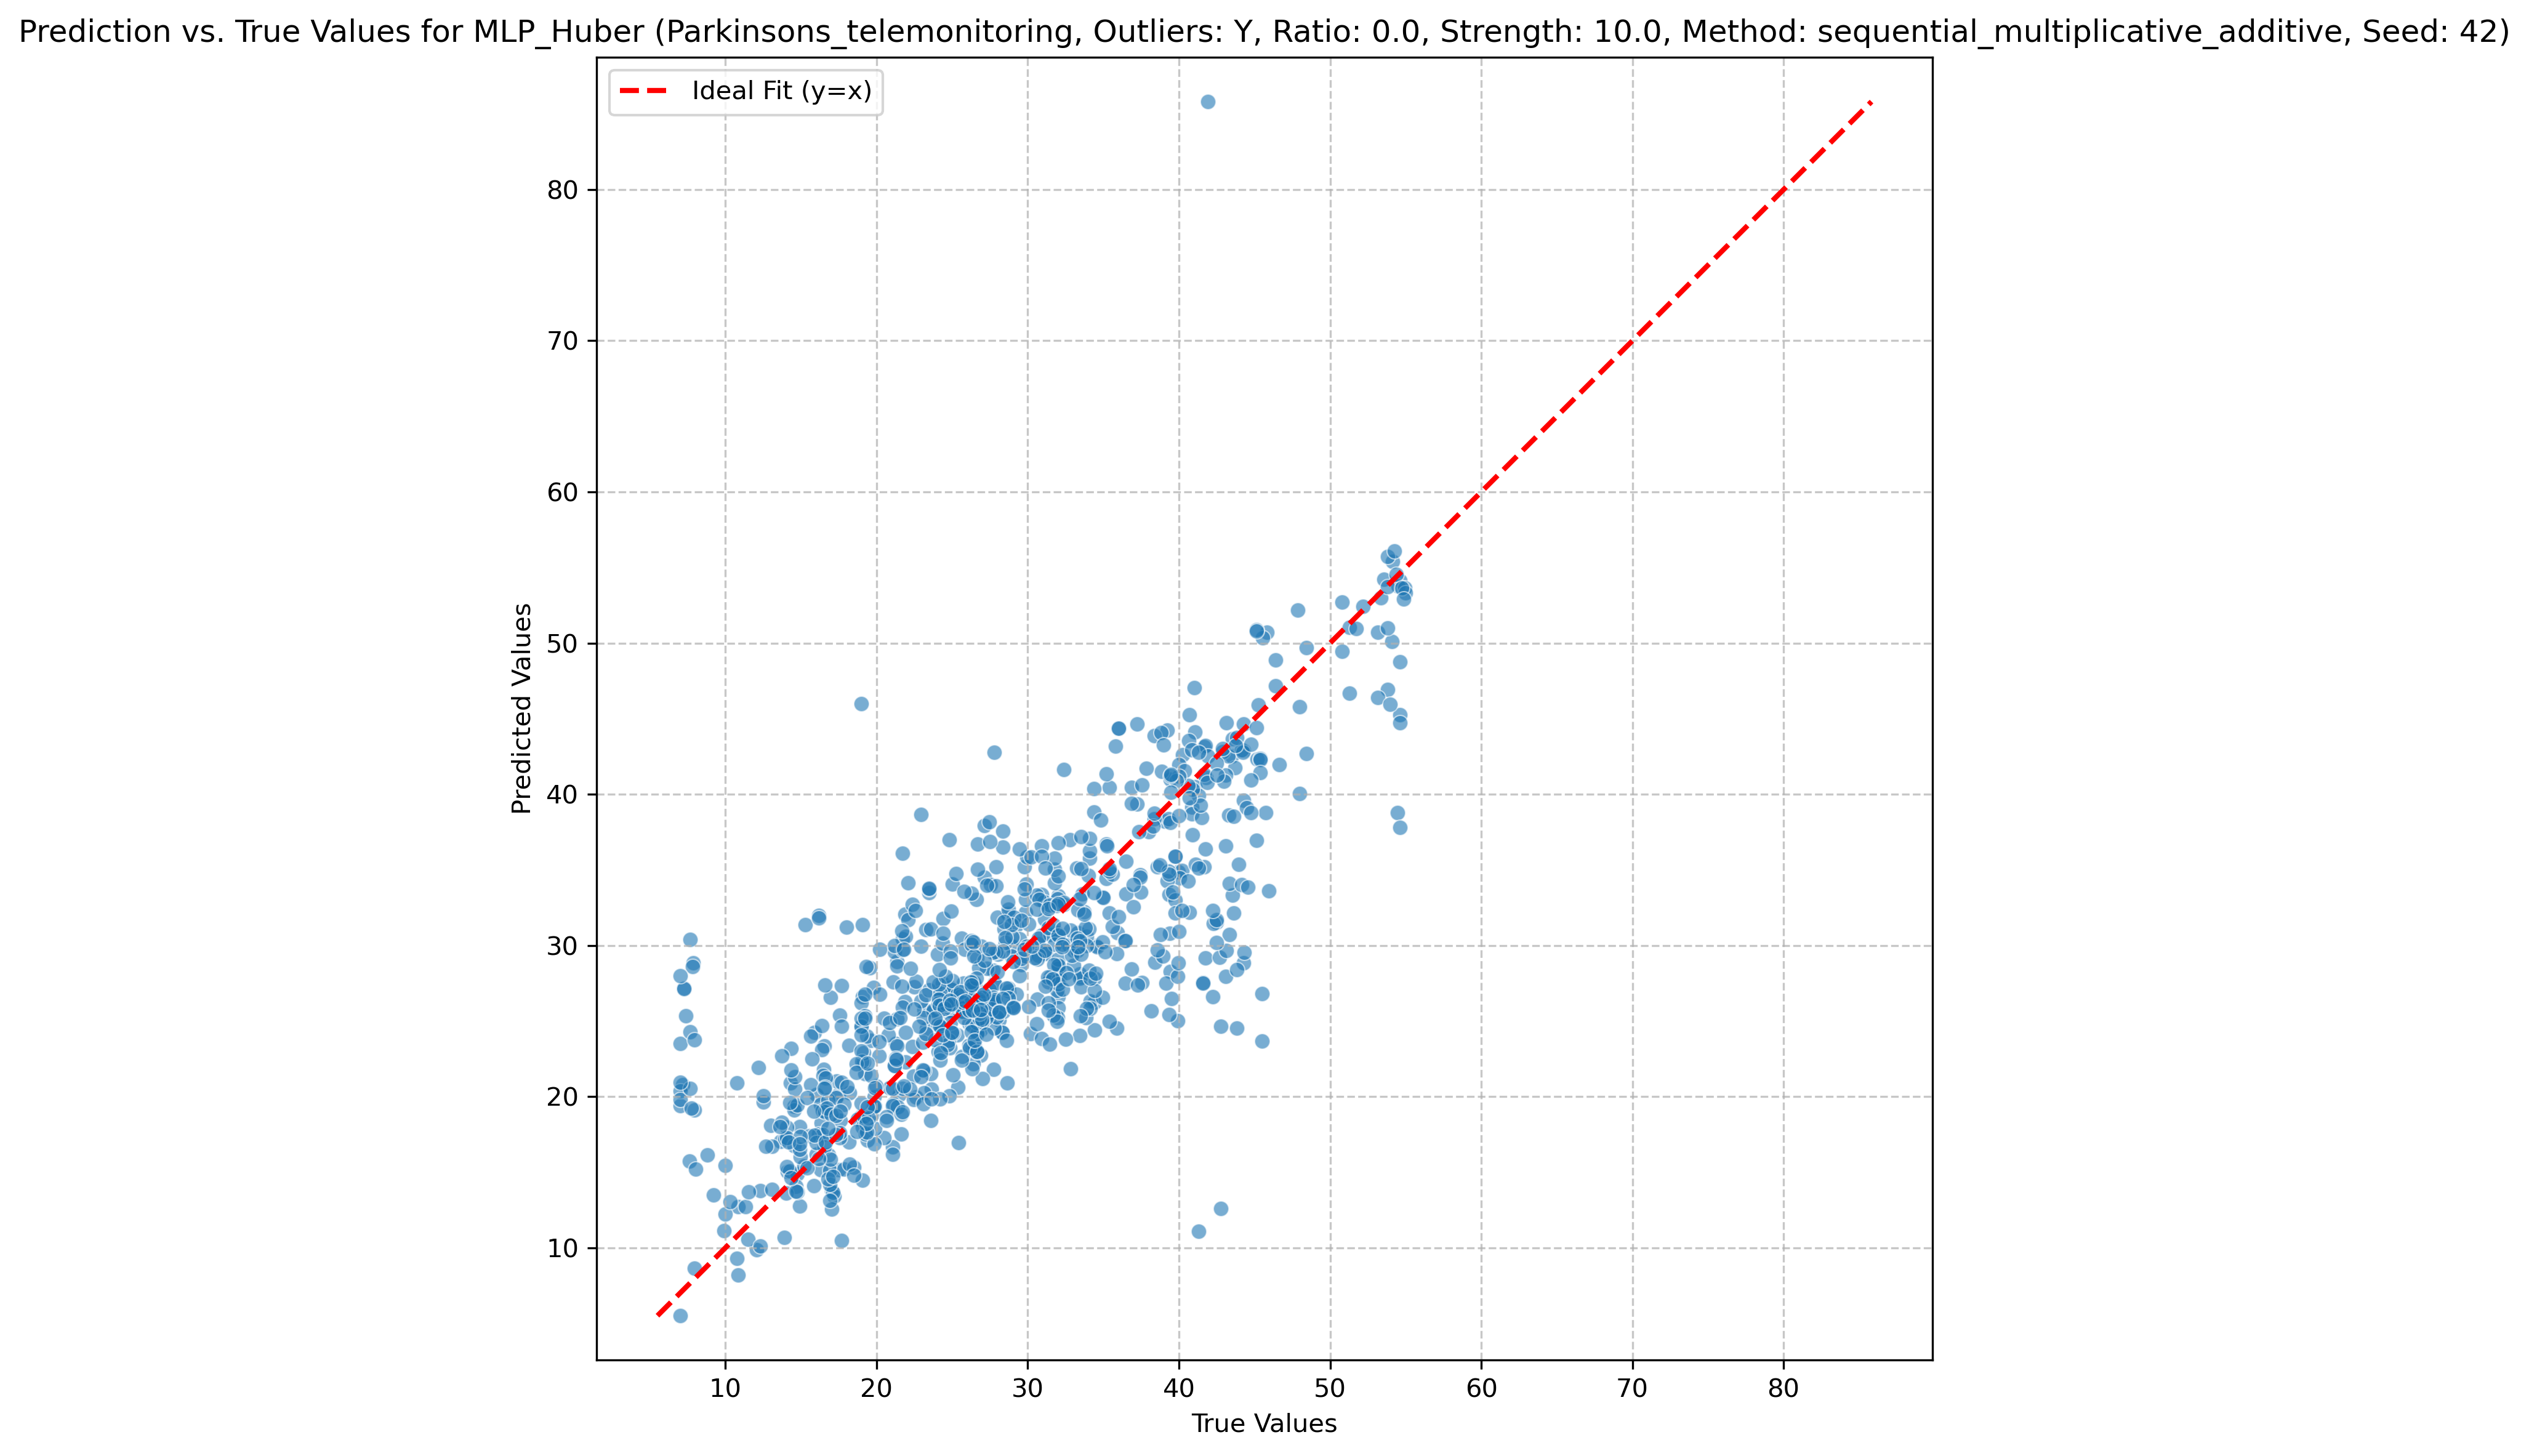 Prediction vs. True Values for MLP_Huber (Parkinsons_telemonitoring, Outliers: Y, Ratio: 0.0, Strength: 10.0, Method: sequential_multiplicative_additive, Seed: 42)
Ideal Fit (y=x)
80
70
60
50
40
30
20
10
Predicted Values
10 20 30 40 50 60 70 80
True Values